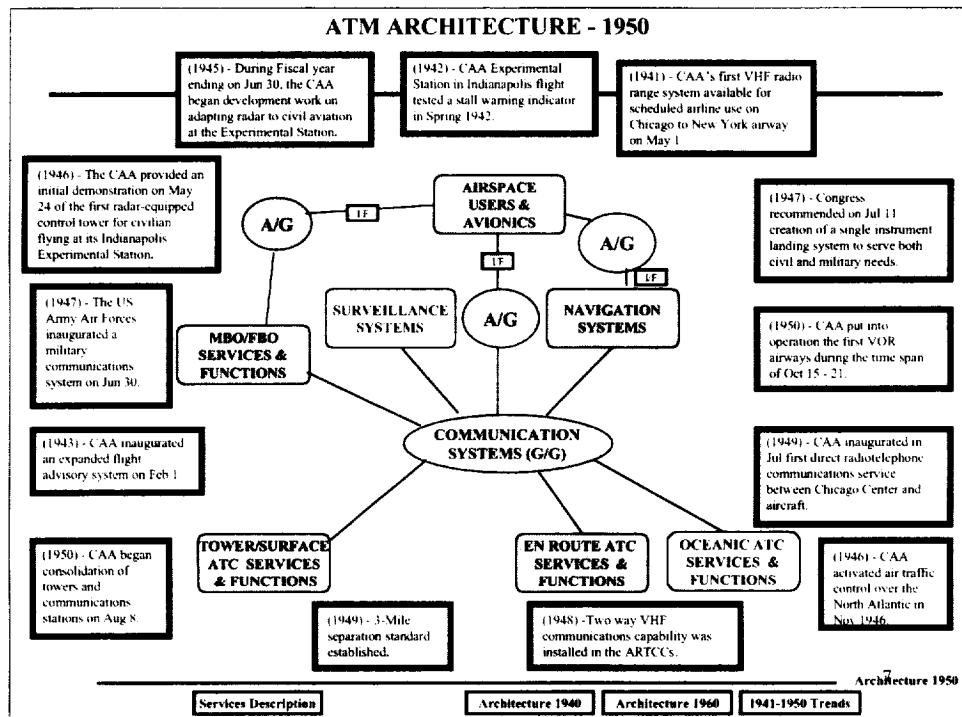 ATM ARCHITECTURE - 1950
(1945) - During Fiscal year
ending on Jun 30, the CAA
began development work on
adapting radar to civil aviation
at the Experimental Station.
(1942) - CAA Experimental
Station in Indianapolis flight
tested a stall warning indicator
in Spring 1942.
(1941) - CAA's first VHF radio
range system available for
scheduled airline use on
Chicago to New York airway
on May 1
(1946) - The CAA provided an
initial demonstration on May
24 of the first radar-equipped
control tower for civilian
flying at its Indianapolis
Experimental Station.
A/G
I/F
AIRSPACE
USERS &
AVIONICS
A/G
I/F
I/F
(1947) - Congress
recommended on Jul 11
creation of a single instrument
landing system to serve both
civil and military needs.
(1947) - The US
Army Air Forces
inaugurated a
military
communications
system on Jun 30.
MBO/FBO
SERVICES &
FUNCTIONS
SURVEILLANCE
SYSTEMS
A/G
NAVIGATION
SYSTEMS
(1950) - CAA put into
operation the first VOR
airways during the time span
of Oct 15 - 21.
COMMUNICATION
SYSTEMS (G/G)
(1943) - CAA inaugurated
an expanded flight
advisory system on Feb 1
(1949) - CAA inaugurated in
Jul first direct radiotelephone
communications service
between Chicago Center and
aircraft.
(1950) - CAA began
consolidation of
towers and
communications
stations on Aug 8.
TOWER/SURFACE
ATC SERVICES
& FUNCTIONS
EN ROUTE ATC
SERVICES &
FUNCTIONS
OCEANIC ATC
SERVICES &
FUNCTIONS
(1946) - CAA
activated air traffic
control over the
North Atlantic in
Nov 1946.
(1949) - 3-Mile
separation standard
established.
(1948) -Two way VHF
communications capability was
installed in the ARTCCs.
7
Architecture 1950
Services Description
Architecture 1940
Architecture 1960
1941-1950 Trends